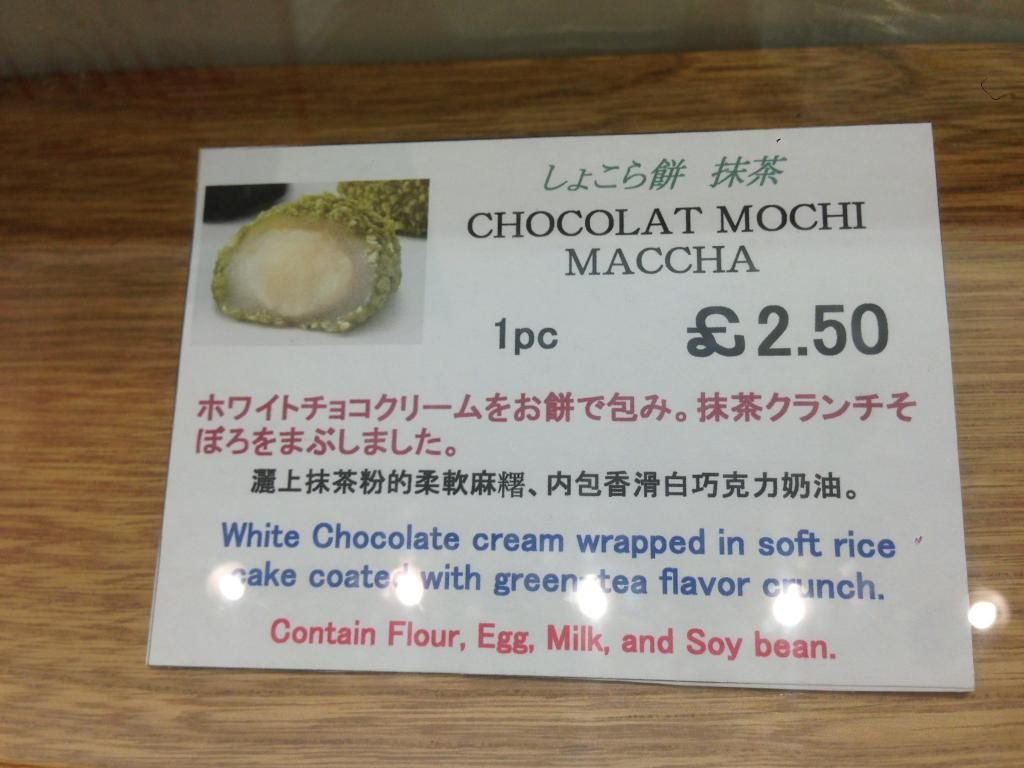 しょこら餅 抹茶
CHOCOLAT MOCHI
MACCHA
1pc £2.50
ホワイトチョコクリームをお餅で包み。抹茶クランチそ
ぼろをまぶしました。
灑上抹茶粉的柔軟麻糬、内包香滑白巧克力奶油。
White Chocolate cream wrapped in soft rice
cake coated with green tea flavor crunch.
Contain Flour, Egg, Milk, and Soy bean.